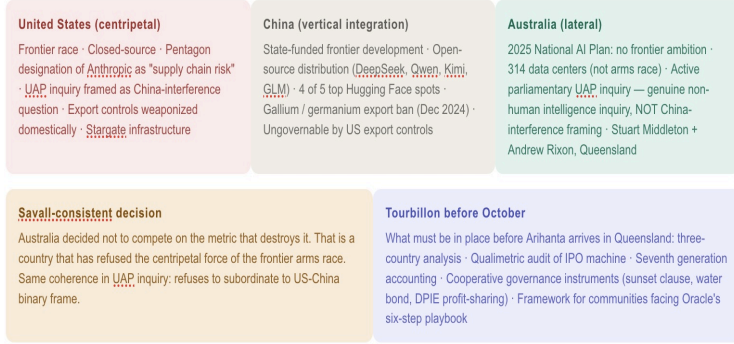 United States (centripetal)
Frontier race · Closed-source · Pentagon
designation of Anthropic as "supply chain risk"
· UAP inquiry framed as China-interference
question · Export controls weaponized
domestically · Stargate infrastructure
China (vertical integration)
State-funded frontier development · Open-
source distribution (DeepSeek, Qwen, Kimi,
GLM) · 4 of 5 top Hugging Face spots ·
Gallium / germanium export ban (Dec 2024) ·
Ungovernable by US export controls
Australia (lateral)
2025 National AI Plan: no frontier ambition ·
314 data centers (not arms race) · Active
parliamentary UAP inquiry — genuine non-
human intelligence inquiry, NOT China-
interference framing · Stuart Middleton +
Andrew Rixon, Queensland
Savall-consistent decision
Australia decided not to compete on the metric that destroys it. That is a
country that has refused the centripetal force of the frontier arms race.
Same coherence in UAP inquiry: refuses to subordinate to US-China
binary frame.
Tourbillon before October
What must be in place before Arihanta arrives in Queensland: three-
country analysis · Qualimetric audit of IPO machine · Seventh generation
accounting · Cooperative governance instruments (sunset clause, water
bond, DPIE profit-sharing) · Framework for communities facing Oracle's
six-step playbook